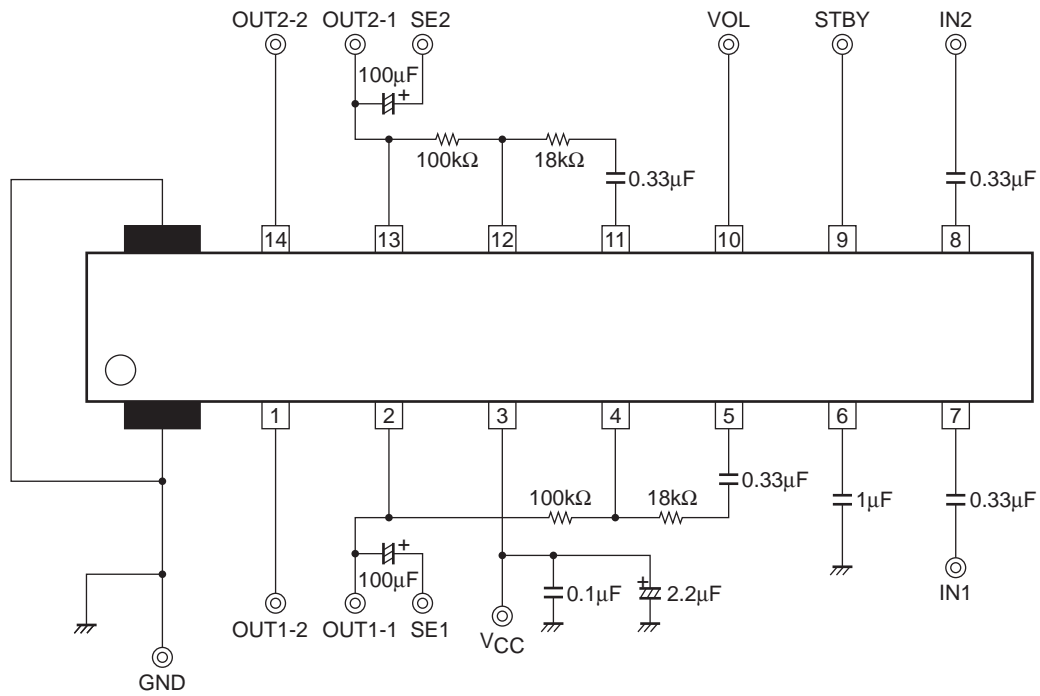 OUT2-2 OUT2-1 SE2 VOL STBY IN2
100μF
+
100kΩ 18kΩ 0.33μF 0.33μF
14 13 12 11 10 9 8
1 2 3 4 5 6 7
100kΩ 18kΩ 0.33μF 1μF 0.33μF
+
100μF
+
0.1μF 2.2μF
OUT1-2 OUT1-1 SE1 VCC IN1
GND